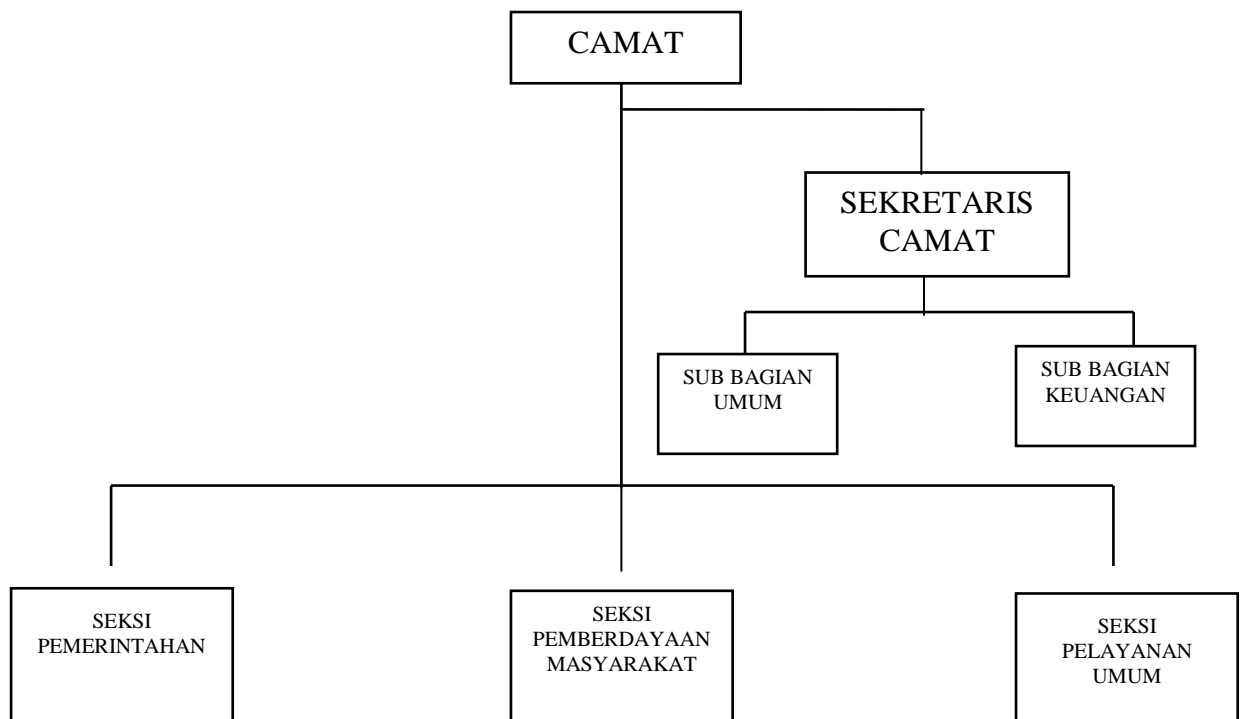 CAMAT
SEKRETARIS
CAMAT
SUB BAGIAN
UMUM
SUB BAGIAN
KEUANGAN
SEKSI
PEMERINTAHAN
SEKSI
PEMBERDAYAAN
MASYARAKAT
SEKSI
PELAYANAN
UMUM